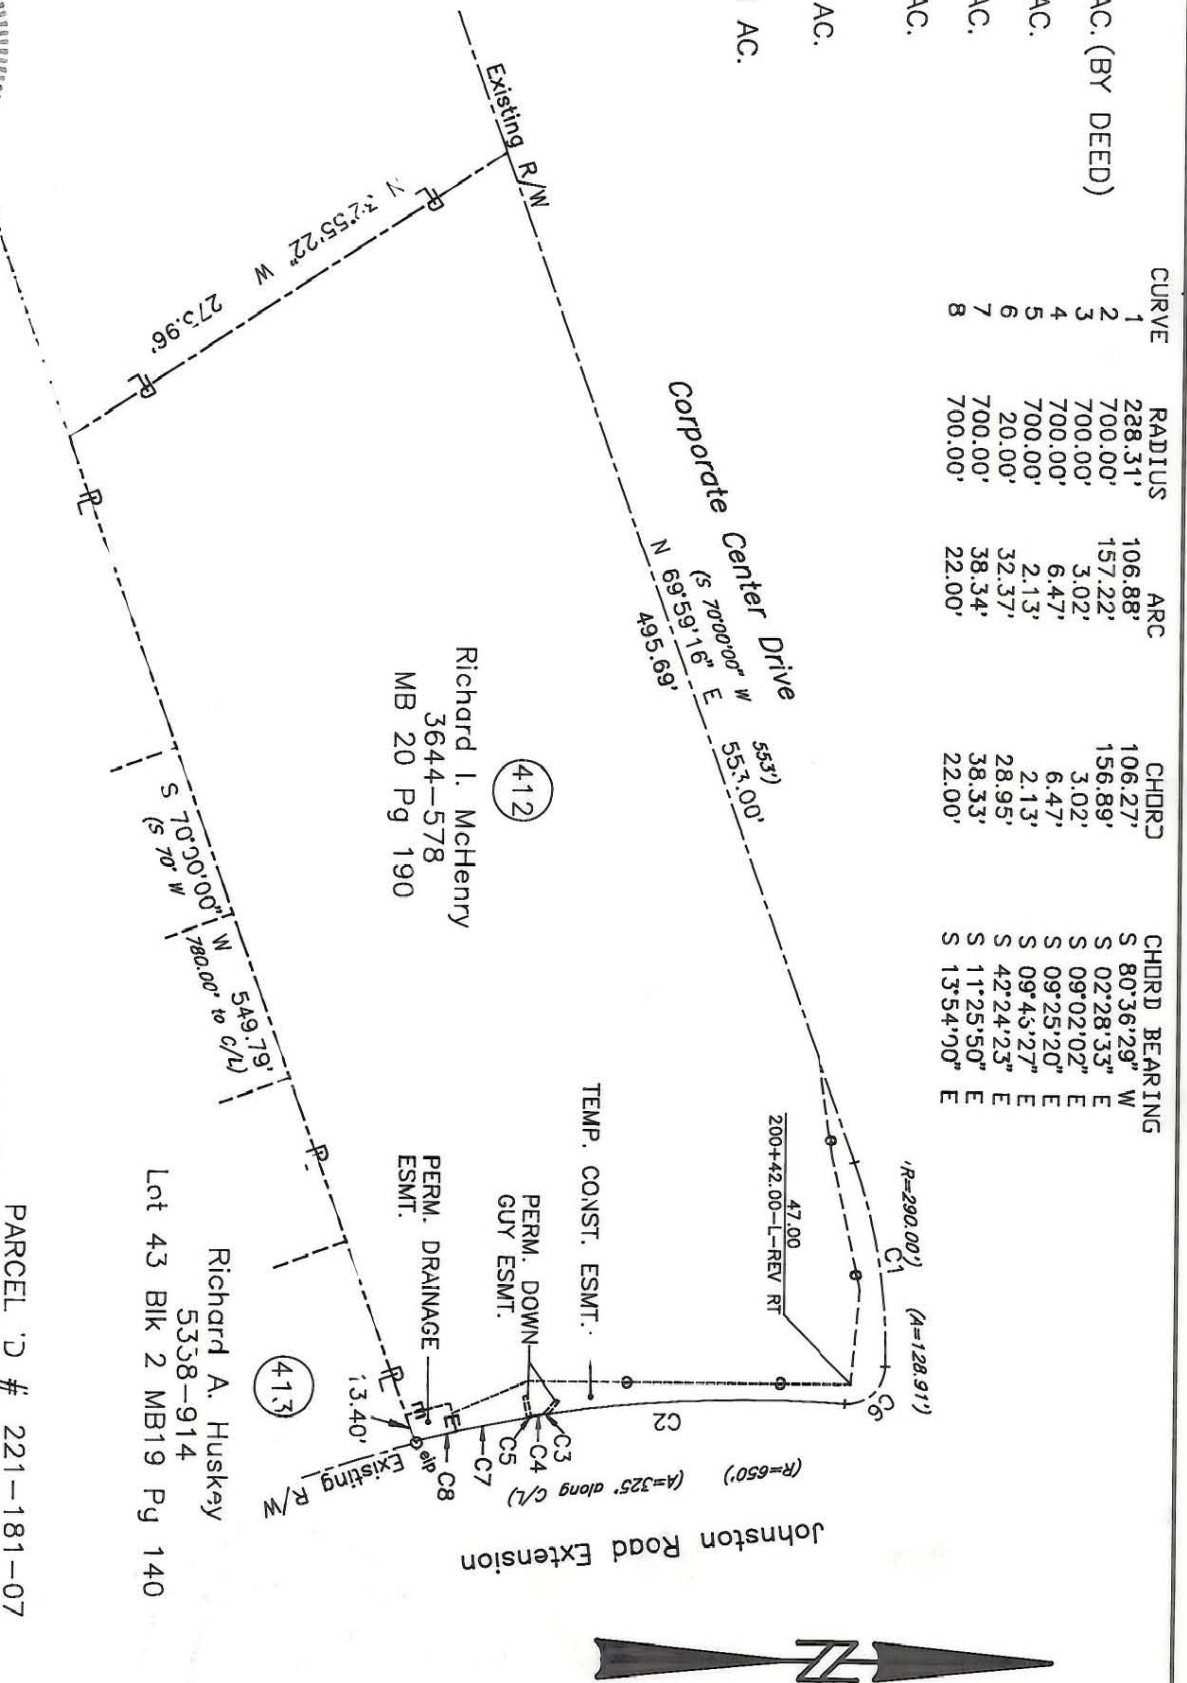 AC. (BY DEED)
AC.
AC.
AC.
AC.
AC.
CURVE RADIUS ARC CHORD CHORD BEARING
1 228.31' 106.88' 106.27' S 80°36'29" W
2 700.00' 157.22' 156.89' S 02°28'33" E
3 700.00' 3.02' 3.02' S 09°02'02" E
4 700.00' 6.47' 6.47' S 09°25'20" E
5 700.00' 2.13' 2.13' S 09°45'27" E
6 20.00' 32.37' 28.95' S 42°24'23" E
7 700.00' 38.34' 38.33' S 11°25'50" E
8 700.00' 22.00' 22.00' S 13°54'00" E
Existing R/W
Corporate Center Drive
(S 70°00'00" W 553')
N 69°59'16" E 553.00'
495.69'
(R=290.00')
C1
(A=128.91')
C6
47.00
200+42.00-L-REV RT
N 32°55'22" W
273.96'
412
Richard I. McHenry
3644-578
MB 20 Pg 190
TEMP. CONST. ESMT.
PERM. DOWN
GUY ESMT.
PERM. DRAINAGE
ESMT.
C2
C3
C4
C5
C7
C8
E
E
eip
13.40'
Existing
R/W
(R=650')
(A=325' along C/L)
Johnston Road Extension
PL
PL
PL
PL
PL
S 70°00'00" W 549.79'
(S 70° W 780.00' to C/L)
413
Richard A. Huskey
5338-914
Lot 43 Blk 2 MB19 Pg 140
PARCEL ID # 221-181-07
N